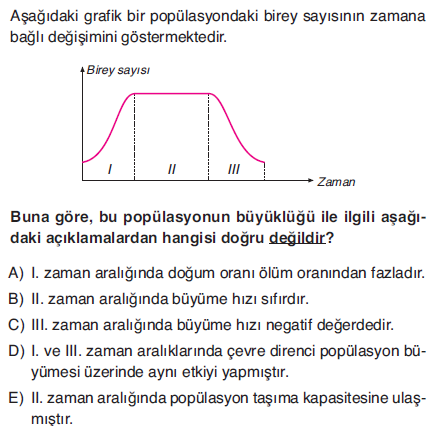 Aşağıdaki grafik bir popülasyondaki birey sayısının zamana
bağlı değişimini göstermektedir.
Birey sayısı
I II III
Zaman
Buna göre, bu popülasyonun büyüklüğü ile ilgili aşağı-
daki açıklamalardan hangisi doğru değildir?
A) I. zaman aralığında doğum oranı ölüm oranından fazladır.
B) II. zaman aralığında büyüme hızı sıfırdır.
C) III. zaman aralığında büyüme hızı negatif değerdedir.
D) I. ve III. zaman aralıklarında çevre direnci popülasyon bü-
yümesi üzerinde aynı etkiyi yapmıştır.
E) II. zaman aralığında popülasyon taşıma kapasitesine ulaş-
mıştır.